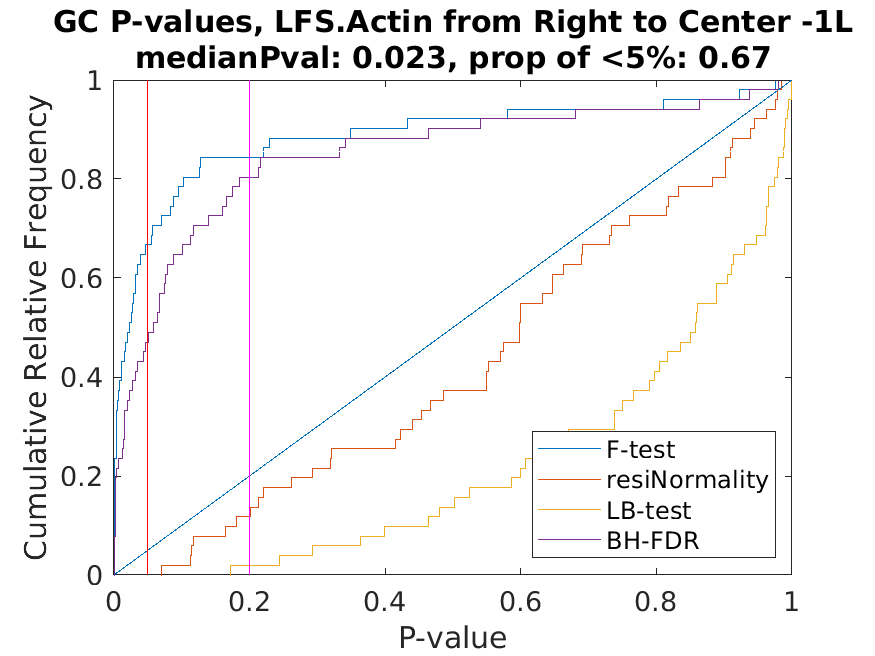 GC P-values, LFS.Actin from Right to Center -1L
medianPval: 0.023, prop of <5%: 0.67
1
0.8
0.6
0.4
0.2
0
Cumulative Relative Frequency
F-test
resiNormality
LB-test
BH-FDR
0 0.2 0.4 0.6 0.8 1
P-value